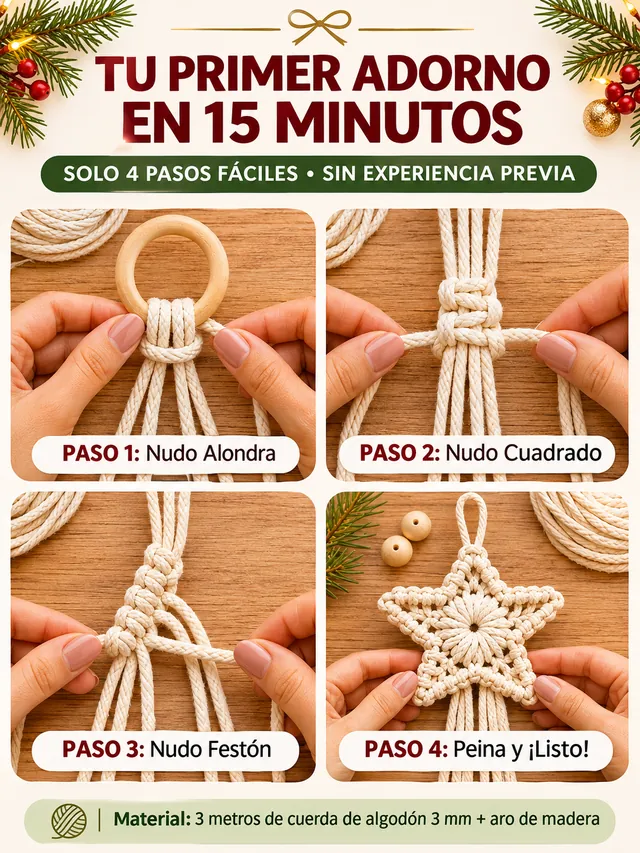 TU PRIMER ADORNO
EN 15 MINUTOS
SOLO 4 PASOS FÁCILES • SIN EXPERIENCIA PREVIA
PASO 1: Nudo Alondra
PASO 2: Nudo Cuadrado
PASO 3: Nudo Festón
PASO 4: Peina y ¡Listo!
Material: 3 metros de cuerda de algodón 3 mm + aro de madera